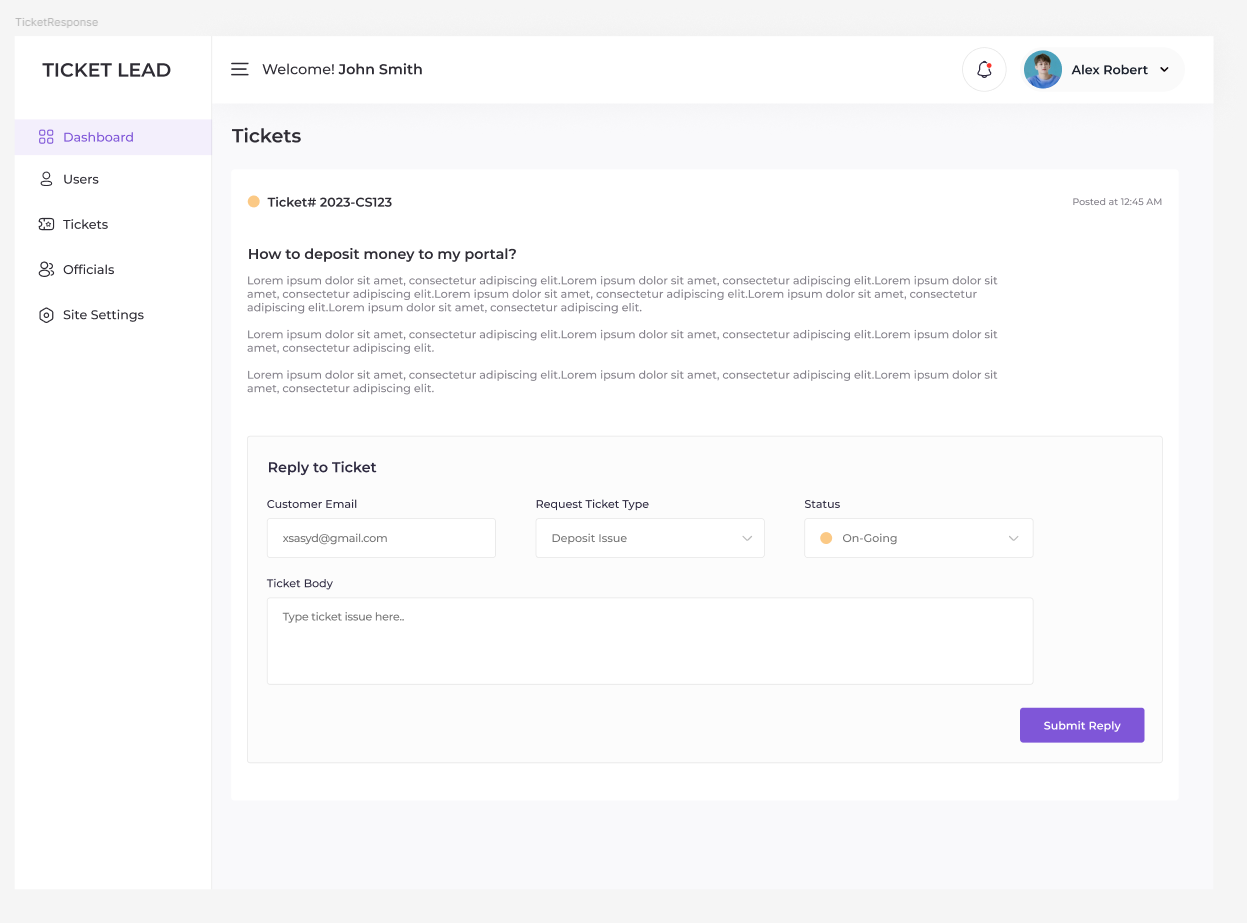 TicketResponse
TICKET LEAD
Welcome! John Smith
Alex Robert
Dashboard
Users
Tickets
Officials
Site Settings
Tickets
Ticket# 2023-CS123
Posted at 12:45 AM
How to deposit money to my portal?
Lorem ipsum dolor sit amet, consectetur adipiscing elit.Lorem ipsum dolor sit amet, consectetur adipiscing elit.Lorem ipsum dolor sit
amet, consectetur adipiscing elit.Lorem ipsum dolor sit amet, consectetur adipiscing elit.Lorem ipsum dolor sit amet, consectetur
adipiscing elit.Lorem ipsum dolor sit amet, consectetur adipiscing elit.
Lorem ipsum dolor sit amet, consectetur adipiscing elit.Lorem ipsum dolor sit amet, consectetur adipiscing elit.Lorem ipsum dolor sit
amet, consectetur adipiscing elit.
Lorem ipsum dolor sit amet, consectetur adipiscing elit.Lorem ipsum dolor sit amet, consectetur adipiscing elit.Lorem ipsum dolor sit
amet, consectetur adipiscing elit.
Reply to Ticket
Customer Email
Request Ticket Type
Status
xsasyd@gmail.com
Deposit Issue
On-Going
Ticket Body
Type ticket issue here..
Submit Reply